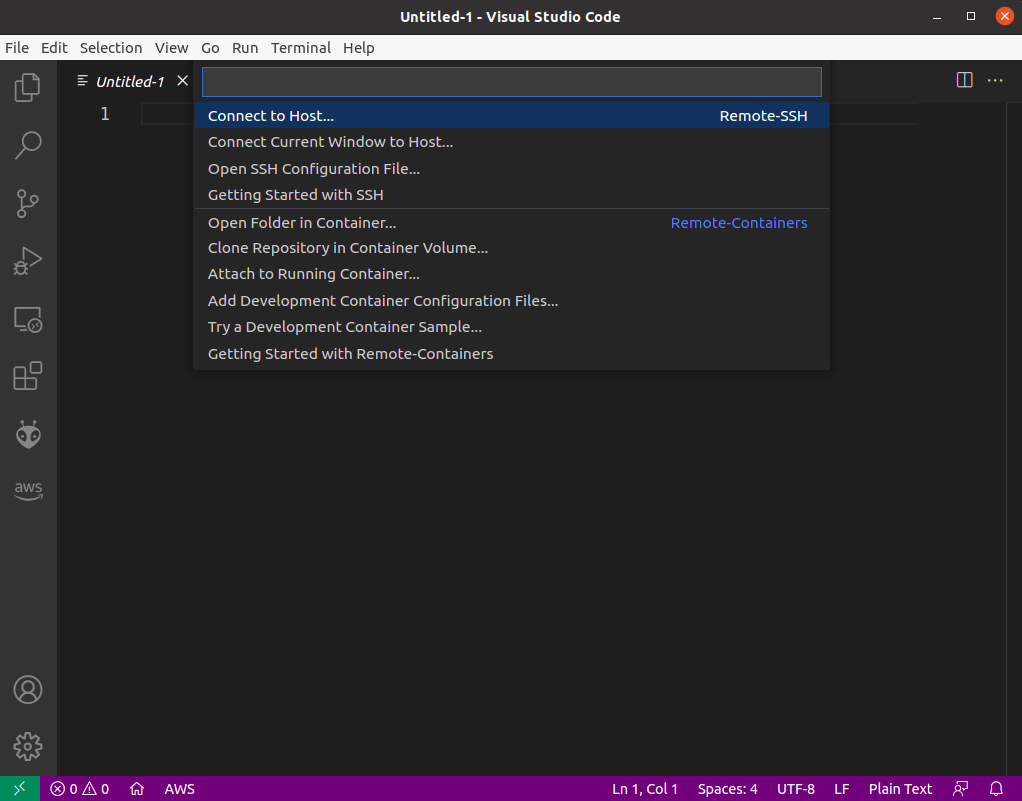 Untitled-1 - Visual Studio Code
File Edit Selection View Go Run Terminal Help
Untitled-1
1
Connect to Host... Remote-SSH
Connect Current Window to Host...
Open SSH Configuration File...
Getting Started with SSH
Open Folder in Container... Remote-Containers
Clone Repository in Container Volume...
Attach to Running Container...
Add Development Container Configuration Files...
Try a Development Container Sample...
Getting Started with Remote-Containers
aws
0 0 AWS Ln 1, Col 1 Spaces: 4 UTF-8 LF Plain Text